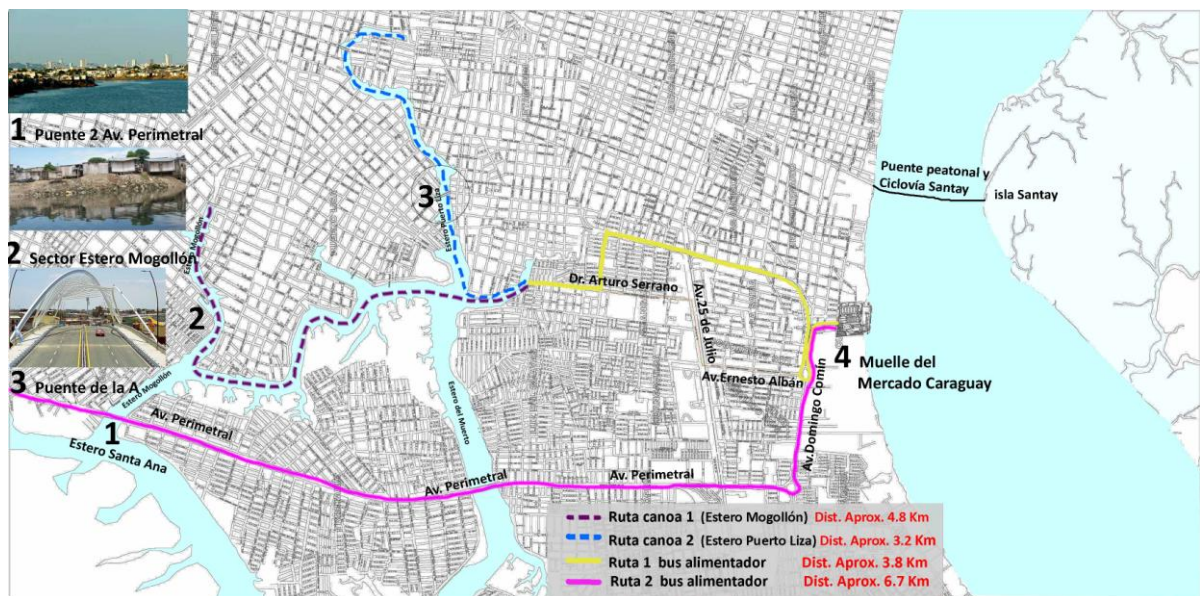 1 Puente 2 Av. Perimetral
2 Sector Estero Mogollón
3 Puente de la A
Estero Mogollón
2
Estero Mogollón
3
Estero Puerto Liza
Puente peatonal y
Ciclovía Santay
isla Santay
Dr. Arturo Serrano
Av.25 de Julio
Av.Ernesto Albán
Av.Domingo Comín
4 Muelle del
Mercado Caraguay
Estero del Muerto
1
Av. Perimetral
Estero Santa Ana
Av. Perimetral
Av. Perimetral
Ruta canoa 1 (Estero Mogollón) Dist. Aprox. 4.8 Km
Ruta canoa 2 (Estero Puerto Liza) Dist. Aprox. 3.2 Km
Ruta 1 bus alimentador Dist. Aprox. 3.8 Km
Ruta 2 bus alimentador Dist. Aprox. 6.7 Km